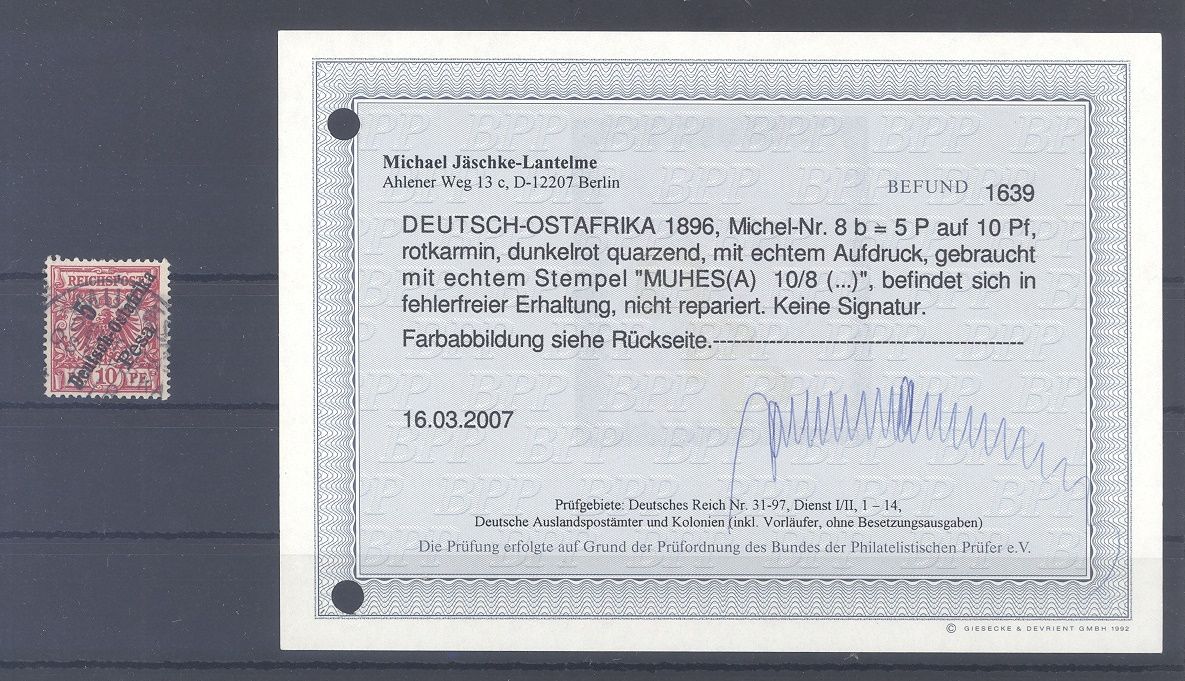 REICHSPOST
5
Deutsch-Ostafrika
Pesa
10 PF
Michael Jäschke-Lantelme
Ahlener Weg 13 c, D-12207 Berlin
BEFUND 1639
DEUTSCH-OSTAFRIKA 1896, Michel-Nr. 8 b = 5 P auf 10 Pf,
rotkarmin, dunkelrot quarzend, mit echtem Aufdruck, gebraucht
mit echtem Stempel "MUHES(A) 10/8 (...)", befindet sich in
fehlerfreier Erhaltung, nicht repariert. Keine Signatur.
Farbabbildung siehe Rückseite.--------------------------------------------
16.03.2007
Prüfgebiete: Deutsches Reich Nr. 31-97, Dienst I/II, 1 – 14,
Deutsche Auslandspostämter und Kolonien (inkl. Vorläufer, ohne Besetzungsausgaben)
Die Prüfung erfolgte auf Grund der Prüfordnung des Bundes der Philatelistischen Prüfer e.V.
© GIESECKE & DEVRIENT GMBH 1992